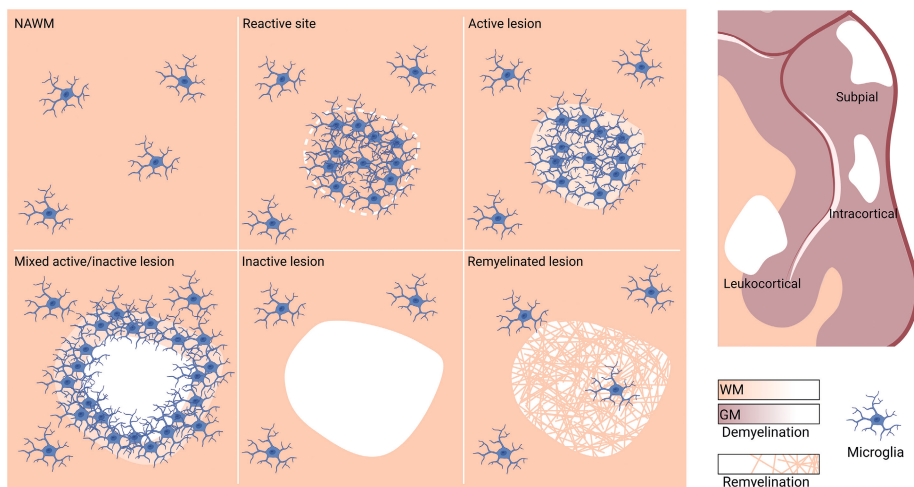 NAWM
Reactive site
Active lesion
Mixed active/inactive lesion
Inactive lesion
Remyelinated lesion
Subpial
Intracortical
Leukocortical
WM
GM
Demyelination
Remvelination
Microglia